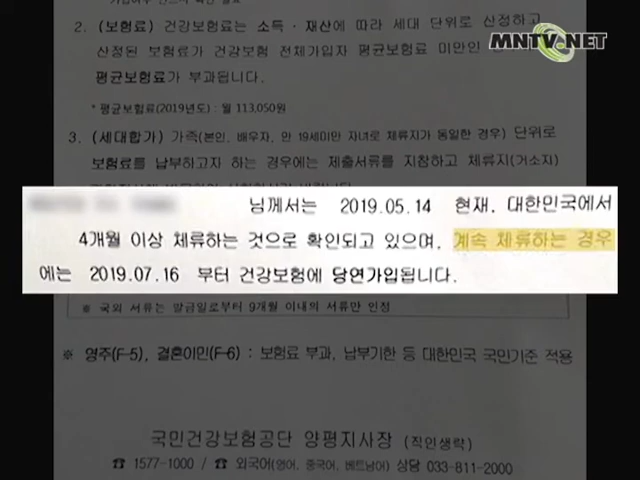 2. (보험료) 건강보험료는 소득·재산에 따라 세대 단위로 산정하고
산정된 보험료가 건강보험 전체가입자 평균보험료 미만인
평균보험료가 부과됩니다.
* 평균보험료(2019년도) : 월 113,050원
3. (세대합가) 가족(본인, 배우자, 만 19세미만 자녀로 체류지가 동일한 경우) 단위로
보험료를 납부하고자 하는 경우에는 제출서류를 지참하고 체류지(거소지)
님께서는 2019.05.14 현재, 대한민국에서
4개월 이상 체류하는 것으로 확인되고 있으며, 계속 체류하는 경우
에는 2019.07.16 부터 건강보험에 당연가입됩니다.
※ 국외 서류는 발급일로부터 9개월 이내의 서류만 인정
※ 영주(F-5), 결혼이민(F-6) : 보험료 부과, 납부기한 등 대한민국 국민기준 적용
국민건강보험공단 양평지사장 (직인생략)
☎ 1577-1000 / ☎ 외국어(영어, 중국어, 베트남어) 상담 033-811-2000
MNTV.NET